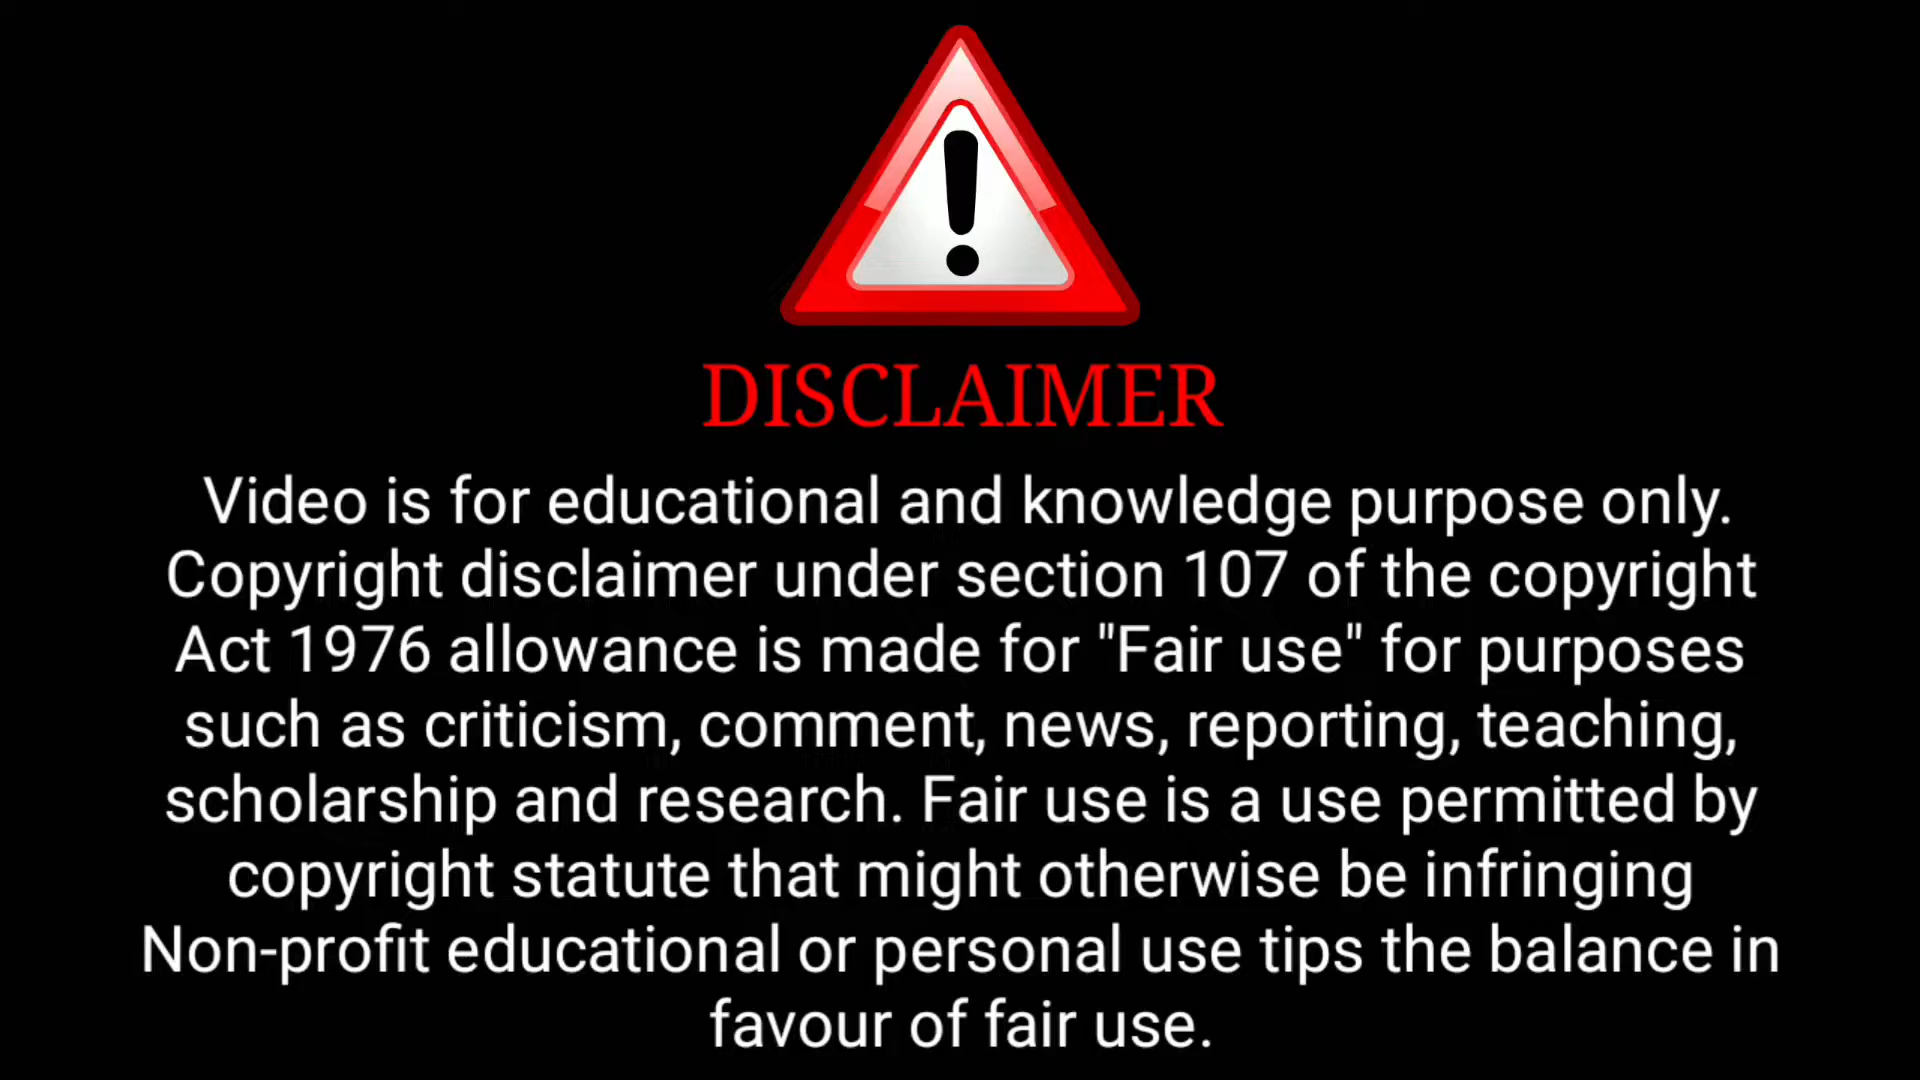 DISCLAIMER
Video is for educational and knowledge purpose only.
Copyright disclaimer under section 107 of the copyright
Act 1976 allowance is made for "Fair use" for purposes
such as criticism, comment, news, reporting, teaching,
scholarship and research. Fair use is a use permitted by
copyright statute that might otherwise be infringing
Non-profit educational or personal use tips the balance in
favour of fair use.